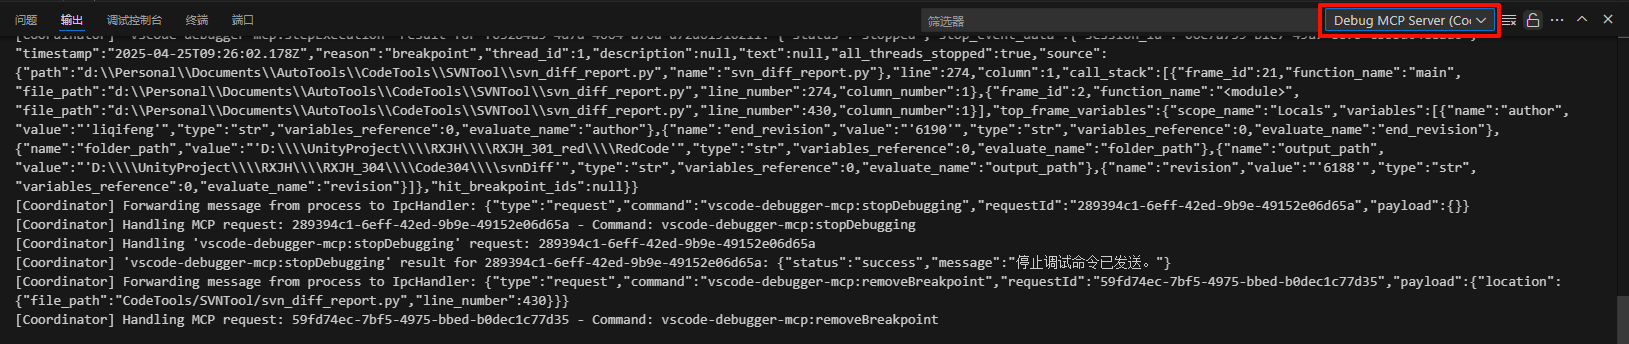 问题 输出 调试控制台 终端 端口 筛选器 Debug MCP Server (Co
"timestamp":"2025-04-25T09:26:02.178Z","reason":"breakpoint","thread_id":1,"description":null,"text":null,"all_threads_stopped":true,"source":
{"path":"d:\\Personal\\Documents\\AutoTools\\CodeTools\\SVNTool\\svn_diff_report.py","name":"svn_diff_report.py"},"line":274,"column":1,"call_stack":[{"frame_id":21,"function_name":"main",
"file_path":"d:\\Personal\\Documents\\AutoTools\\CodeTools\\SVNTool\\svn_diff_report.py","line_number":274,"column_number":1},{"frame_id":2,"function_name":"<module>",
"file_path":"d:\\Personal\\Documents\\AutoTools\\CodeTools\\SVNTool\\svn_diff_report.py","line_number":430,"column_number":1}],"top_frame_variables":{"scope_name":"Locals","variables":[{"name":"author",
"value":"'liqifeng'","type":"str","variables_reference":0,"evaluate_name":"author"},{"name":"end_revision","value":"'6190'","type":"str","variables_reference":0,"evaluate_name":"end_revision"},
{"name":"folder_path","value":"'D:\\\\UnityProject\\\\RXJH\\\\RXJH_301_red\\\\RedCode'","type":"str","variables_reference":0,"evaluate_name":"folder_path"},{"name":"output_path",
"value":"'D:\\\\UnityProject\\\\RXJH\\\\RXJH_304\\\\Code304\\\\svnDiff'","type":"str","variables_reference":0,"evaluate_name":"output_path"},{"name":"revision","value":"'6188'","type":"str",
"variables_reference":0,"evaluate_name":"revision"}]},"hit_breakpoint_ids":null}}
[Coordinator] Forwarding message from process to IpcHandler: {"type":"request","command":"vscode-debugger-mcp:stopDebugging","requestId":"289394c1-6eff-42ed-9b9e-49152e06d65a","payload":{}}
[Coordinator] Handling MCP request: 289394c1-6eff-42ed-9b9e-49152e06d65a - Command: vscode-debugger-mcp:stopDebugging
[Coordinator] Handling 'vscode-debugger-mcp:stopDebugging' request: 289394c1-6eff-42ed-9b9e-49152e06d65a
[Coordinator] 'vscode-debugger-mcp:stopDebugging' result for 289394c1-6eff-42ed-9b9e-49152e06d65a: {"status":"success","message":"停止调试命令已发送。"}
[Coordinator] Forwarding message from process to IpcHandler: {"type":"request","command":"vscode-debugger-mcp:removeBreakpoint","requestId":"59fd74ec-7bf5-4975-bbed-b0dec1c77d35","payload":{"location":
{"file_path":"CodeTools/SVNTool/svn_diff_report.py","line_number":430}}}
[Coordinator] Handling MCP request: 59fd74ec-7bf5-4975-bbed-b0dec1c77d35 - Command: vscode-debugger-mcp:removeBreakpoint